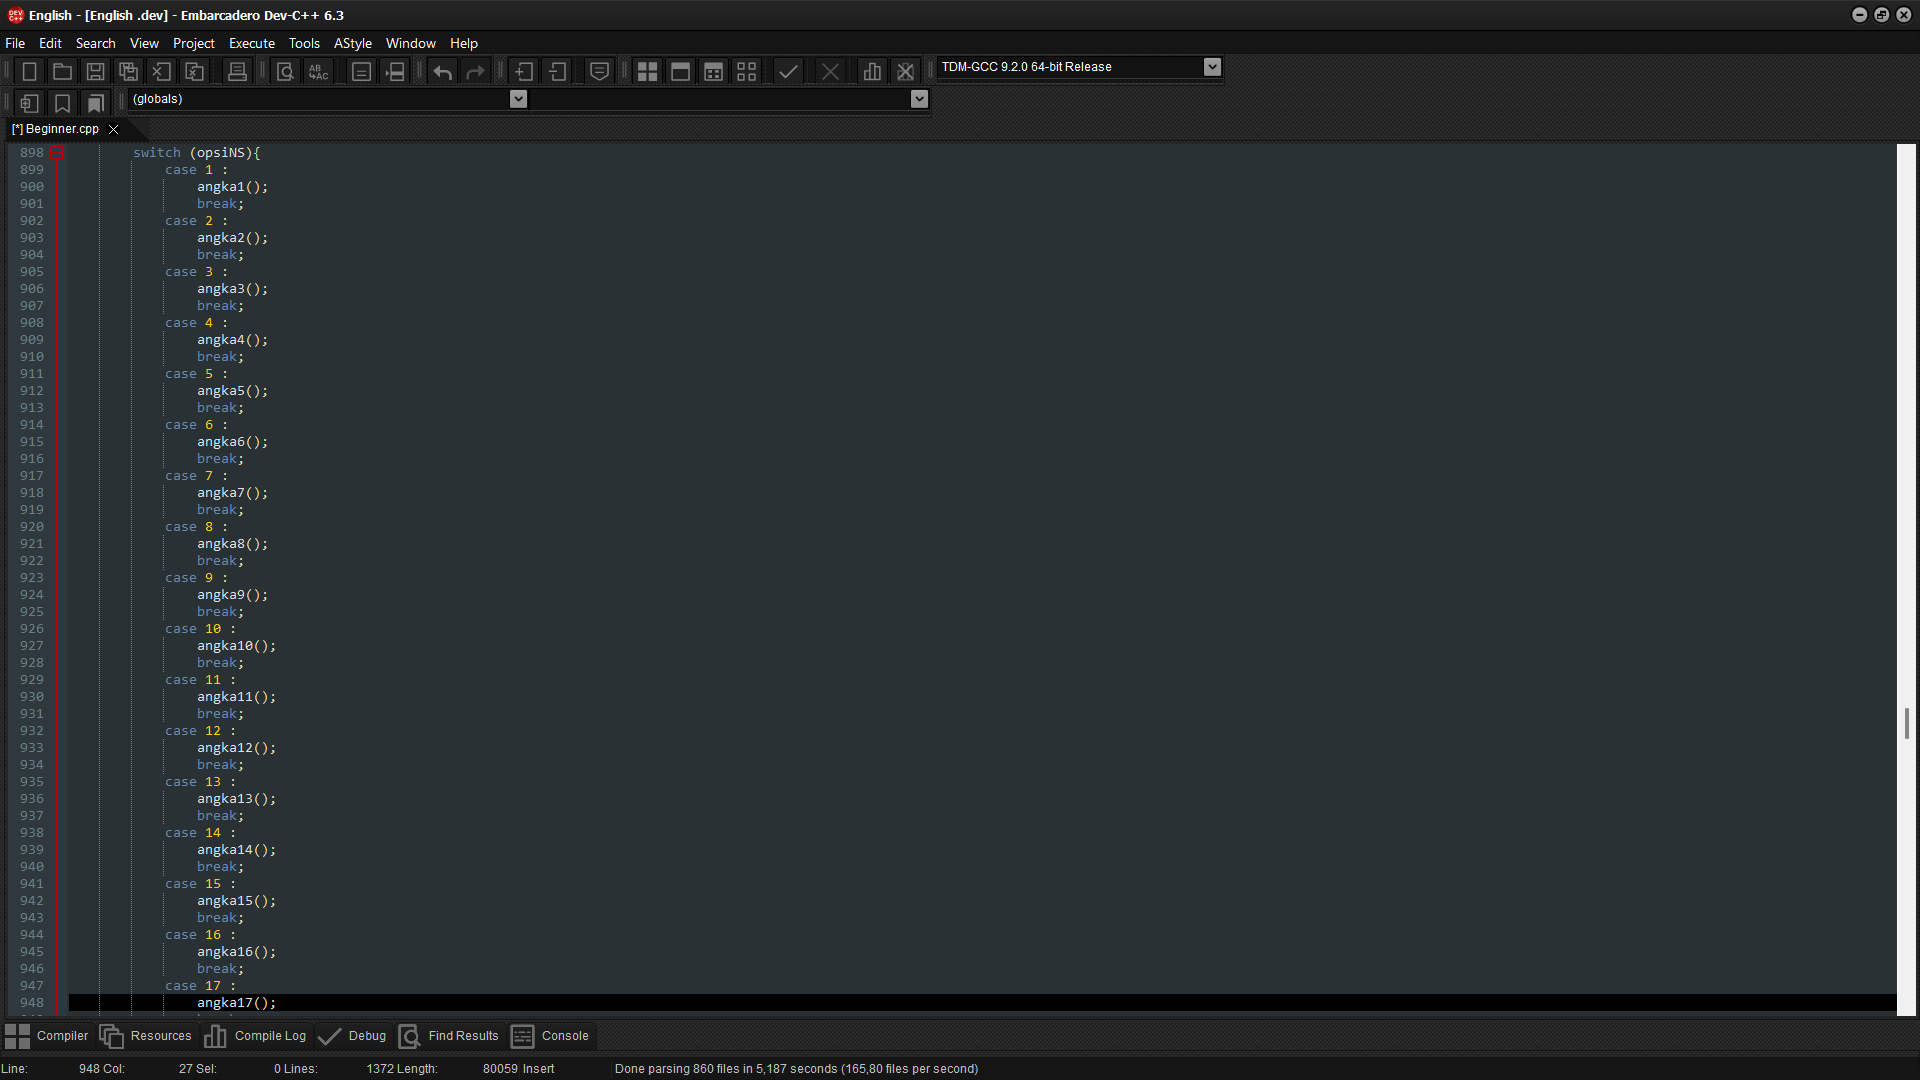 English - [English .dev] - Embarcadero Dev-C++ 6.3
File Edit Search View Project Execute Tools AStyle Window Help
TDM-GCC 9.2.0 64-bit Release
(globals)
[*] Beginner.cpp
898 switch (opsiNS){
899 case 1 :
900 angka1();
901 break;
902 case 2 :
903 angka2();
904 break;
905 case 3 :
906 angka3();
907 break;
908 case 4 :
909 angka4();
910 break;
911 case 5 :
912 angka5();
913 break;
914 case 6 :
915 angka6();
916 break;
917 case 7 :
918 angka7();
919 break;
920 case 8 :
921 angka8();
922 break;
923 case 9 :
924 angka9();
925 break;
926 case 10 :
927 angka10();
928 break;
929 case 11 :
930 angka11();
931 break;
932 case 12 :
933 angka12();
934 break;
935 case 13 :
936 angka13();
937 break;
938 case 14 :
939 angka14();
940 break;
941 case 15 :
942 angka15();
943 break;
944 case 16 :
945 angka16();
946 break;
947 case 17 :
948 angka17();
Compiler Resources Compile Log Debug Find Results Console
Line: 948 Col: 27 Sel: 0 Lines: 1372 Length: 80059 Insert Done parsing 860 files in 5,187 seconds (165,80 files per second)